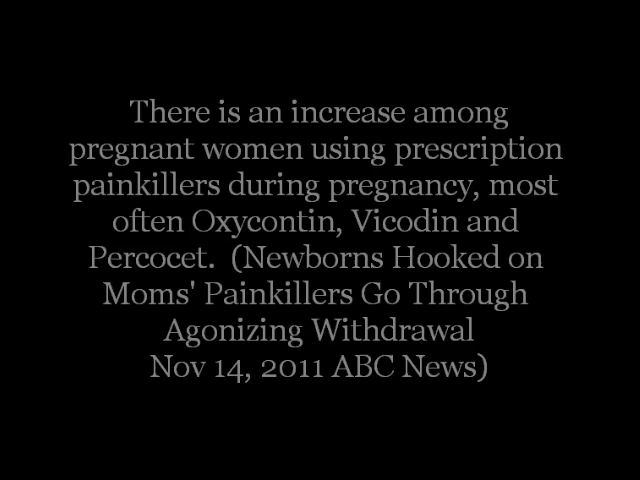 There is an increase among
pregnant women using prescription
painkillers during pregnancy, most
often Oxycontin, Vicodin and
Percocet.  (Newborns Hooked on
Moms' Painkillers Go Through
Agonizing Withdrawal
Nov 14, 2011 ABC News)